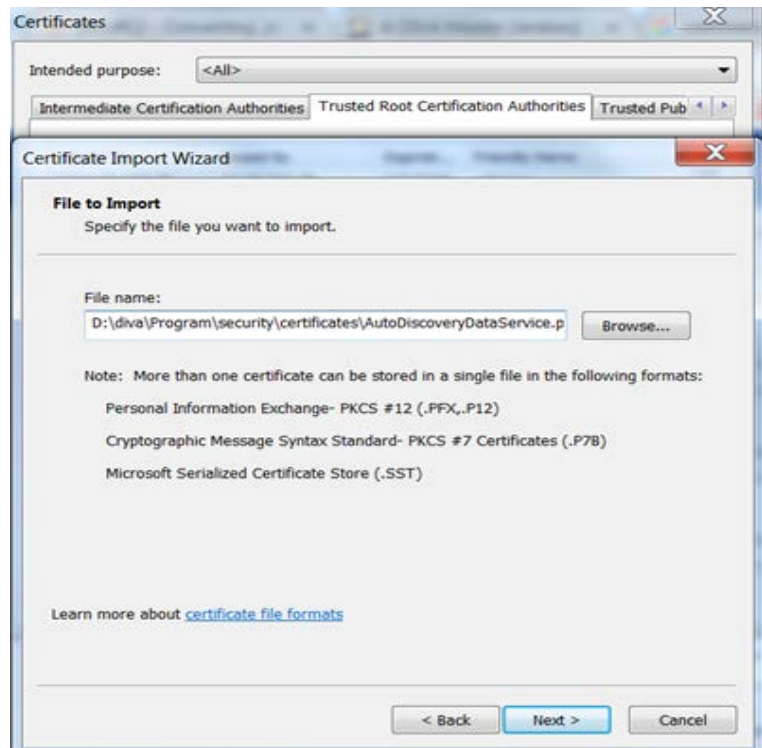 Certificates
Intended purpose: <All>
Intermediate Certification Authorities Trusted Root Certification Authorities Trusted Pub
Certificate Import Wizard
File to Import
Specify the file you want to import.
File name:
D:\diva\Program\security\certificates\AutoDiscoveryDataService.p Browse...
Note: More than one certificate can be stored in a single file in the following formats:
Personal Information Exchange- PKCS #12 (.PFX,.P12)
Cryptographic Message Syntax Standard- PKCS #7 Certificates (.P7B)
Microsoft Serialized Certificate Store (.SST)
Learn more about certificate file formats
< Back Next > Cancel